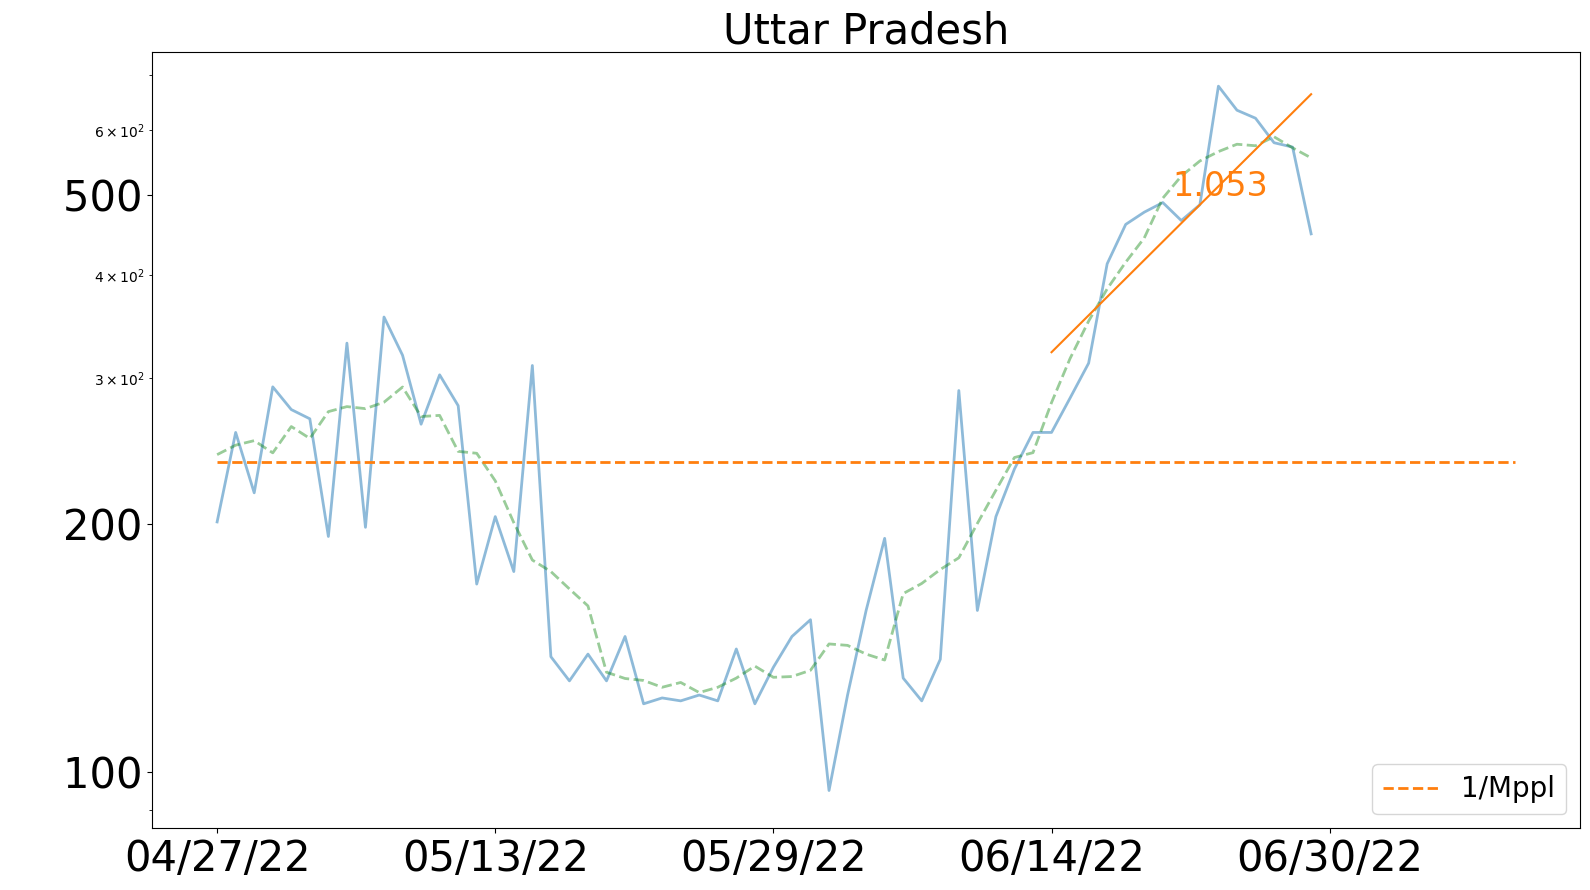 Uttar Pradesh
6 × 10²
500
4 × 10²
3 × 10²
200
100
1.053
1/Mppl
04/27/22 05/13/22 05/29/22 06/14/22 06/30/22